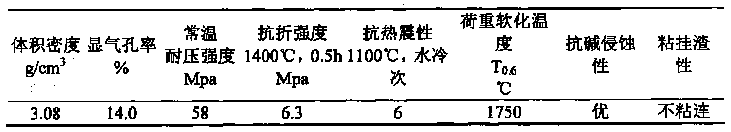 体积密度 g/cm³ 显气孔率 % 常温耐压强度 Mpa 抗折强度 1400℃，0.5h Mpa 抗热震性 1100℃，水冷 次 荷重软化温度 T0.6 ℃ 抗碱侵蚀性 粘挂渣性
3.08 14.0 58 6.3 6 1750 优 不粘连